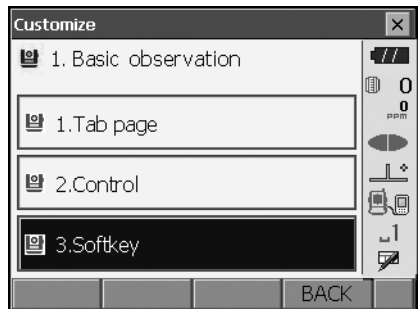 Customize
1. Basic observation
0
0
ppm
1.Tab page
2.Control
3.Softkey
1
BACK